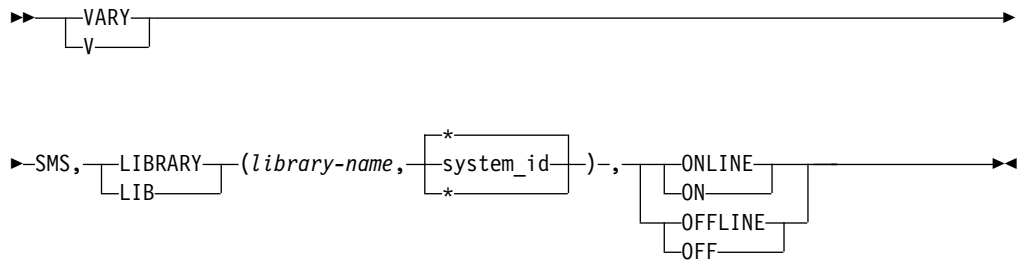 VARY
V
*
SMS, LIBRARY (library-name, system_id ) , ONLINE
LIB * ON
OFFLINE
OFF